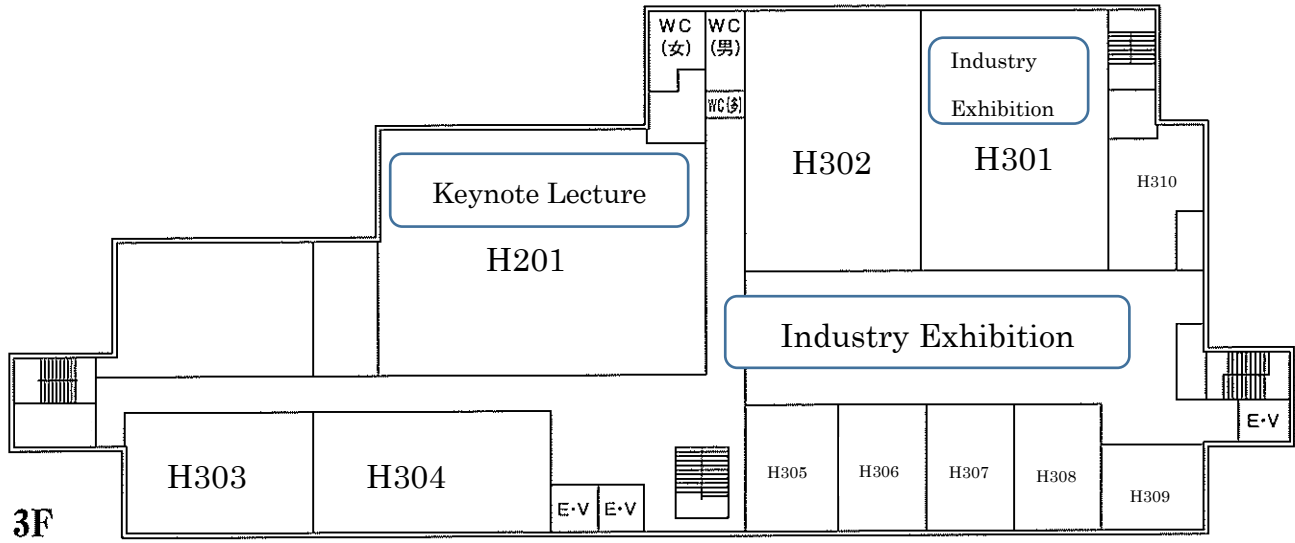 WC WC
(女) (男)
WC(多)
Industry
Exhibition
H302
H301
H310
Keynote Lecture
H201
Industry Exhibition
E・V
H303
H304
H305
H306
H307
H308
H309
E・V E・V
3F